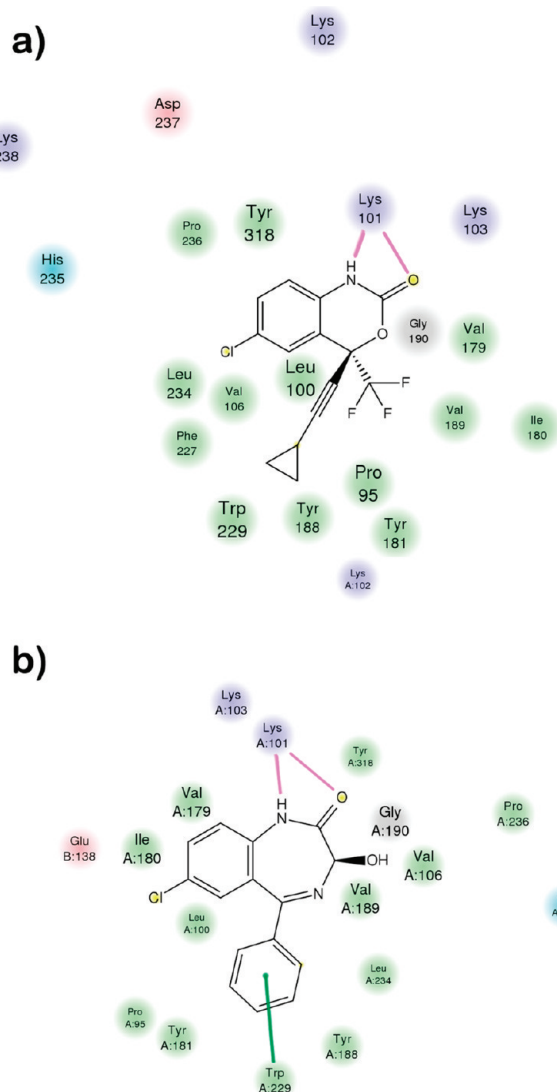 a)
Lys
102
Asp
237
Lys
238
Lys
101
Lys
103
Tyr
318
Pro
236
His
235
H
N
O
O
Gly
190
Val
179
Cl
Leu
100
Leu
234
Val
106
F
F
F
Val
189
Ile
180
Phe
227
Pro
95
Trp
229
Tyr
188
Tyr
181
Lys
A:102
b)
Lys
A:103
Lys
A:101
Tyr
A:318
Val
A:179
H
N
O
Gly
A:190
Pro
A:236
Glu
B:138
Ile
A:180
OH
Val
A:106
Cl
N
Val
A:189
Leu
A:100
Leu
A:234
Pro
A:95
Tyr
A:181
Tyr
A:188
Trp
A:229